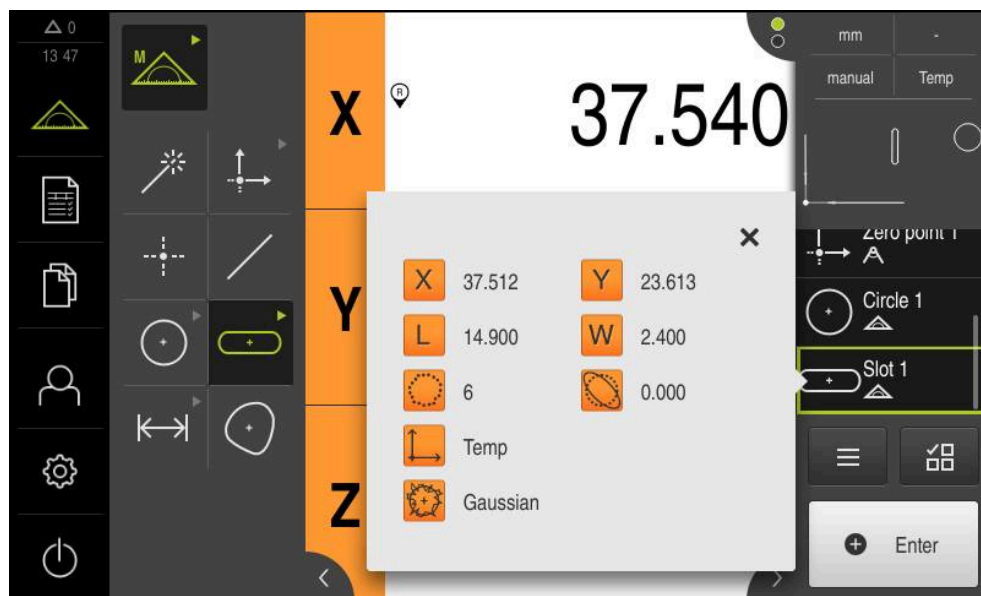 0
13 47
M
X
R
37.540
mm
-
manual
Temp
Zero point 1
Circle 1
Slot 1
Y
Z
X 37.512 Y 23.613
L 14.900 W 2.400
6 0.000
Temp
Gaussian
Enter